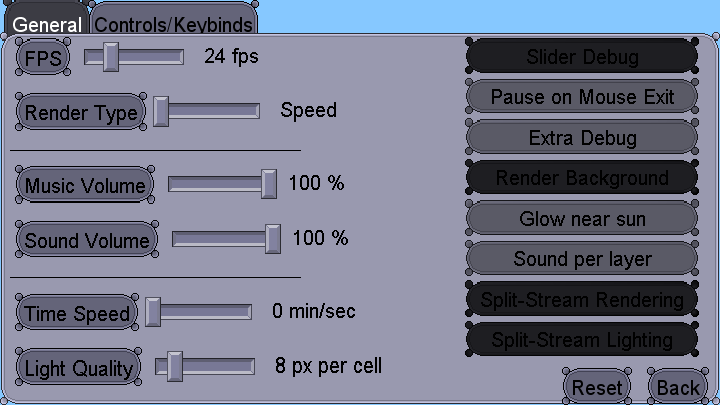 General Controls/Keybinds
FPS 24 fps
Render Type Speed
Music Volume 100 %
Sound Volume 100 %
Time Speed 0 min/sec
Light Quality 8 px per cell
Slider Debug
Pause on Mouse Exit
Extra Debug
Render Background
Glow near sun
Sound per layer
Split-Stream Rendering
Split-Stream Lighting
Reset Back